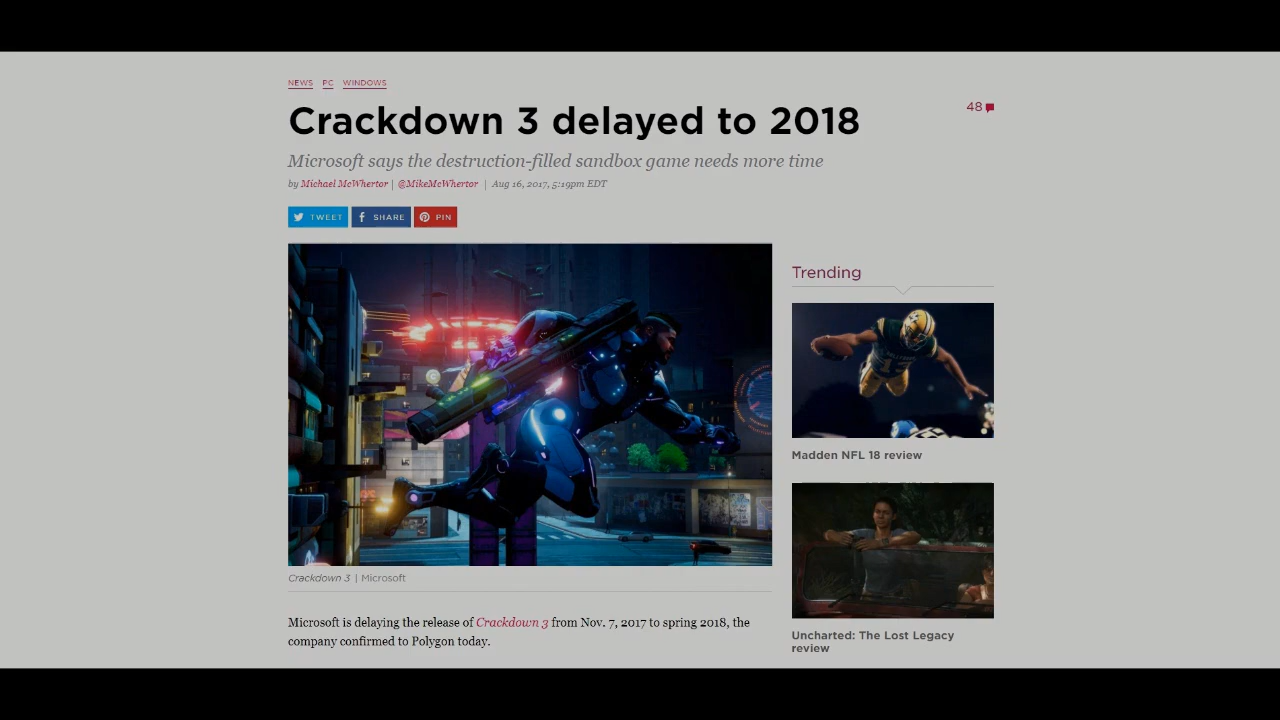 NEWS PC WINDOWS
Crackdown 3 delayed to 2018
48
Microsoft says the destruction-filled sandbox game needs more time
by Michael McWhertor | @MikeMcWhertor | Aug 16, 2017, 5:19pm EDT
TWEET SHARE PIN
Trending
Madden NFL 18 review
Crackdown 3 | Microsoft
Microsoft is delaying the release of Crackdown 3 from Nov. 7, 2017 to spring 2018, the
company confirmed to Polygon today.
Uncharted: The Lost Legacy
review